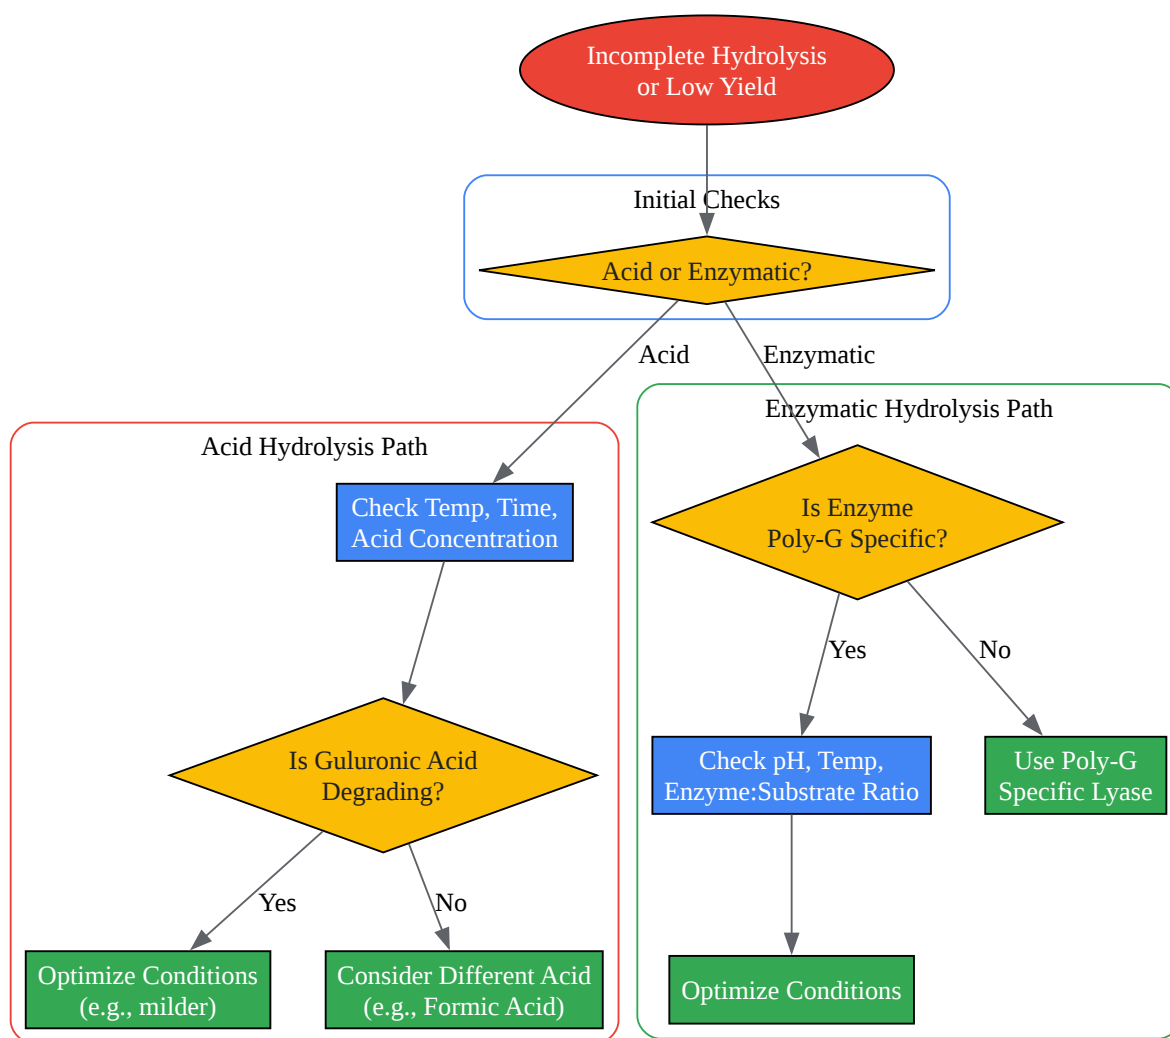 Incomplete Hydrolysis
or Low Yield
Initial Checks
Acid or Enzymatic?
Acid
Enzymatic
Acid Hydrolysis Path
Check Temp, Time,
Acid Concentration
Is Guluronic Acid
Degrading?
Yes
No
Optimize Conditions
(e.g., milder)
Consider Different Acid
(e.g., Formic Acid)
Enzymatic Hydrolysis Path
Is Enzyme
Poly-G Specific?
Yes
No
Check pH, Temp,
Enzyme:Substrate Ratio
Use Poly-G
Specific Lyase
Optimize Conditions